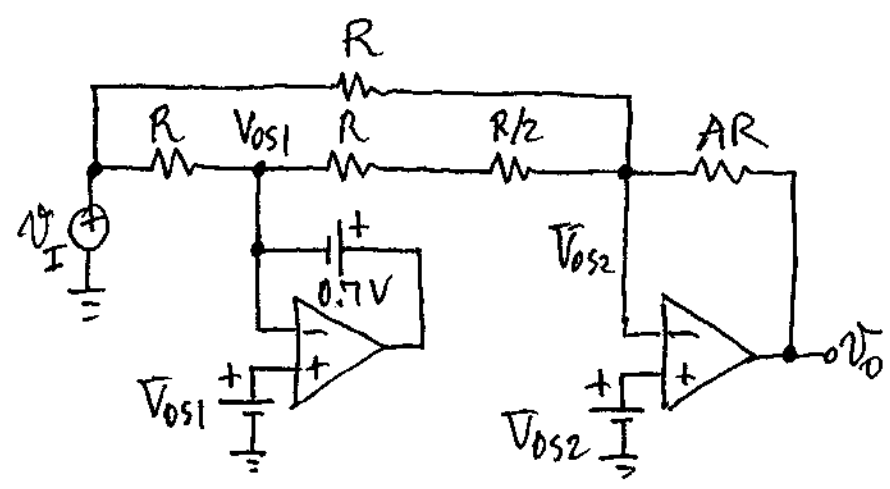 R
R V_OS1 R R/2 AR
+
v_I
V_OS2
+
0.7V
−
+
+
V_OS1
−
+
+
V_OS2
v_O